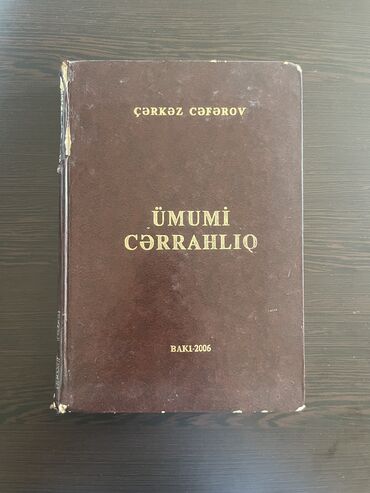 ÇƏRKƏZ CƏFƏROV
ÜMUMİ
CƏRRAHLIQ
BAKI-2006